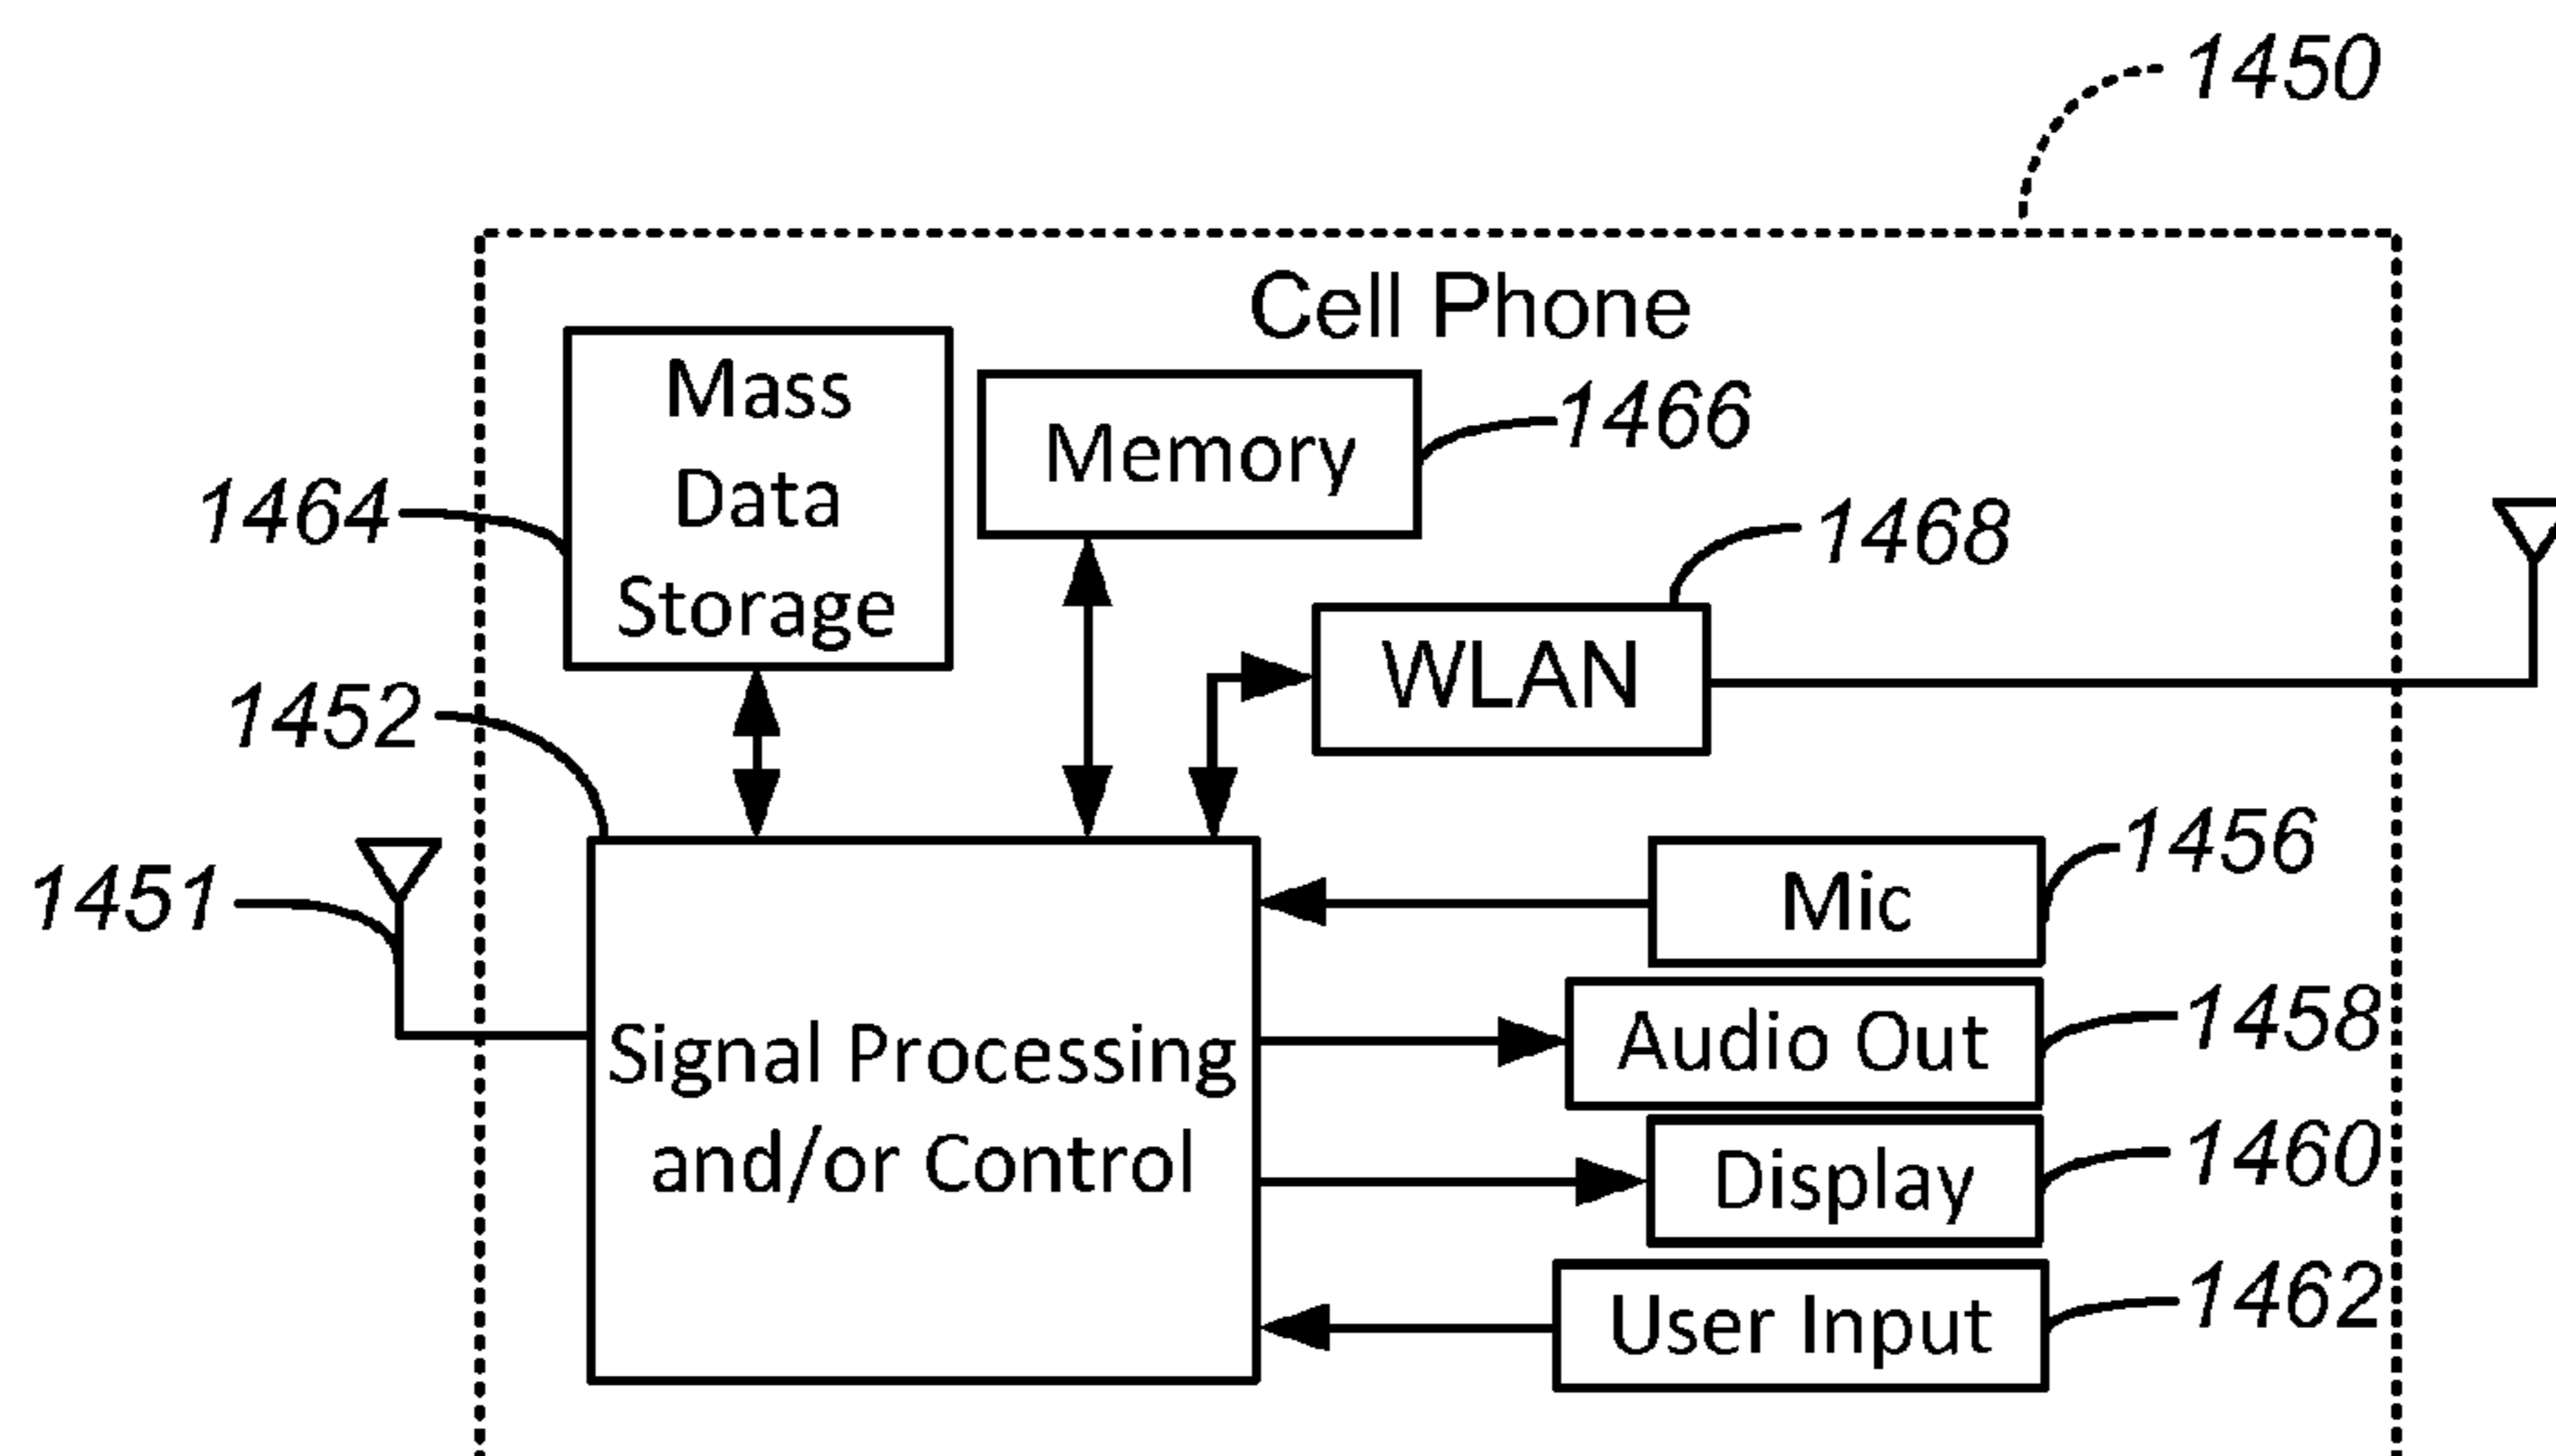 1450
Cell Phone
Mass
Data
Storage
Memory
1466
1464
1468
WLAN
1452
1451
Mic
1456
Audio Out
1458
Signal Processing
and/or Control
Display
1460
User Input
1462